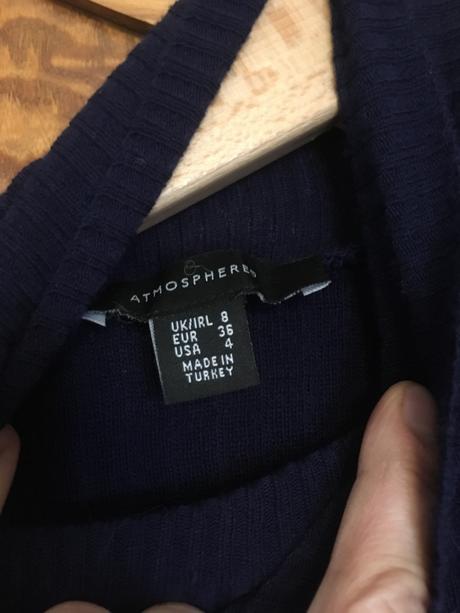 ATMOSPHERE
UK/IRL 8
EUR 36
USA 4
MADE IN
TURKEY